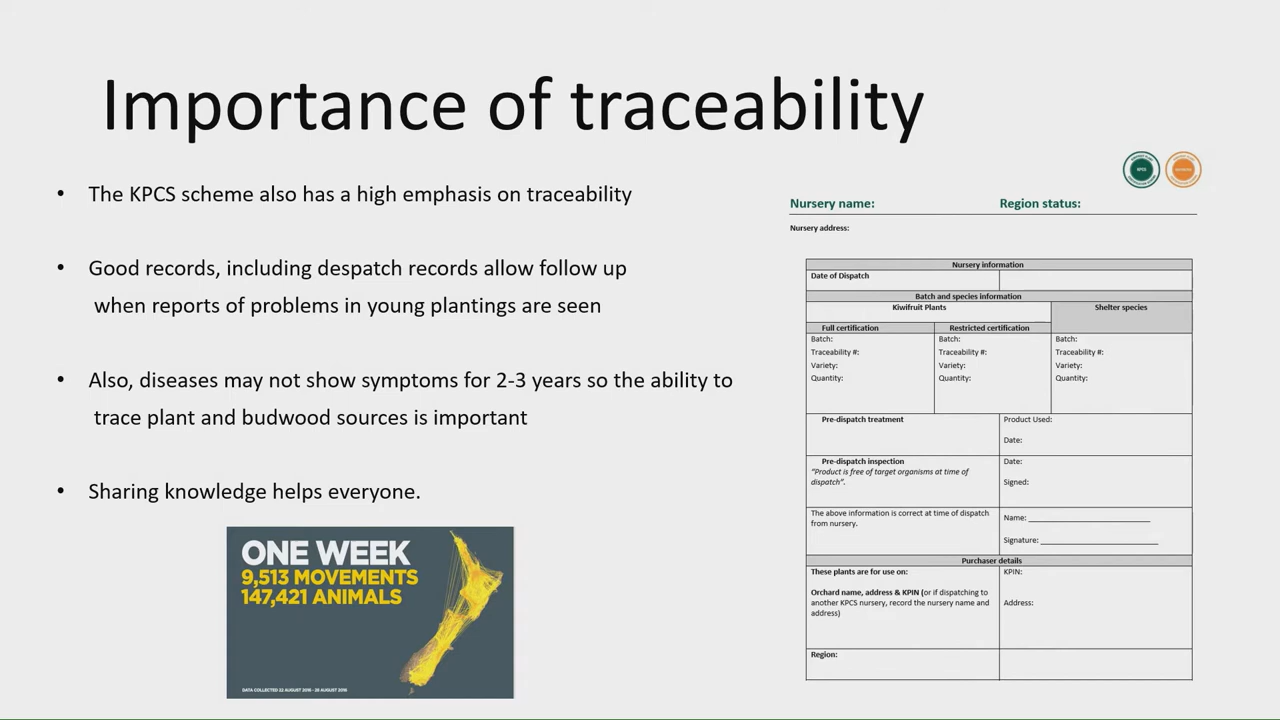 Importance of traceability
• The KPCS scheme also has a high emphasis on traceability
• Good records, including despatch records allow follow up
when reports of problems in young plantings are seen
• Also, diseases may not show symptoms for 2-3 years so the ability to
trace plant and budwood sources is important
• Sharing knowledge helps everyone.
ONE WEEK
9,513 MOVEMENTS
147,421 ANIMALS
DATA COLLECTED 22 AUGUST 2016 - 28 AUGUST 2016
KPCS
Nursery name: Region status:
Nursery address:
Nursery information
Date of Dispatch
Batch and species information
Kiwifruit Plants Shelter species
Full certification Restricted certification
Batch: Batch: Batch:
Traceability #: Traceability #: Traceability #:
Variety: Variety: Variety:
Quantity: Quantity: Quantity:
Pre-dispatch treatment Product Used:
Date:
Pre-dispatch inspection Date:
"Product is free of target organisms at time of
dispatch".
Signed:
The above information is correct at time of dispatch
from nursery.
Name: ____________________
Signature: ____________________
Purchaser details
These plants are for use on: KPIN:
Orchard name, address & KPIN (or if dispatching to
another KPCS nursery, record the nursery name and
address)
Address:
Region: